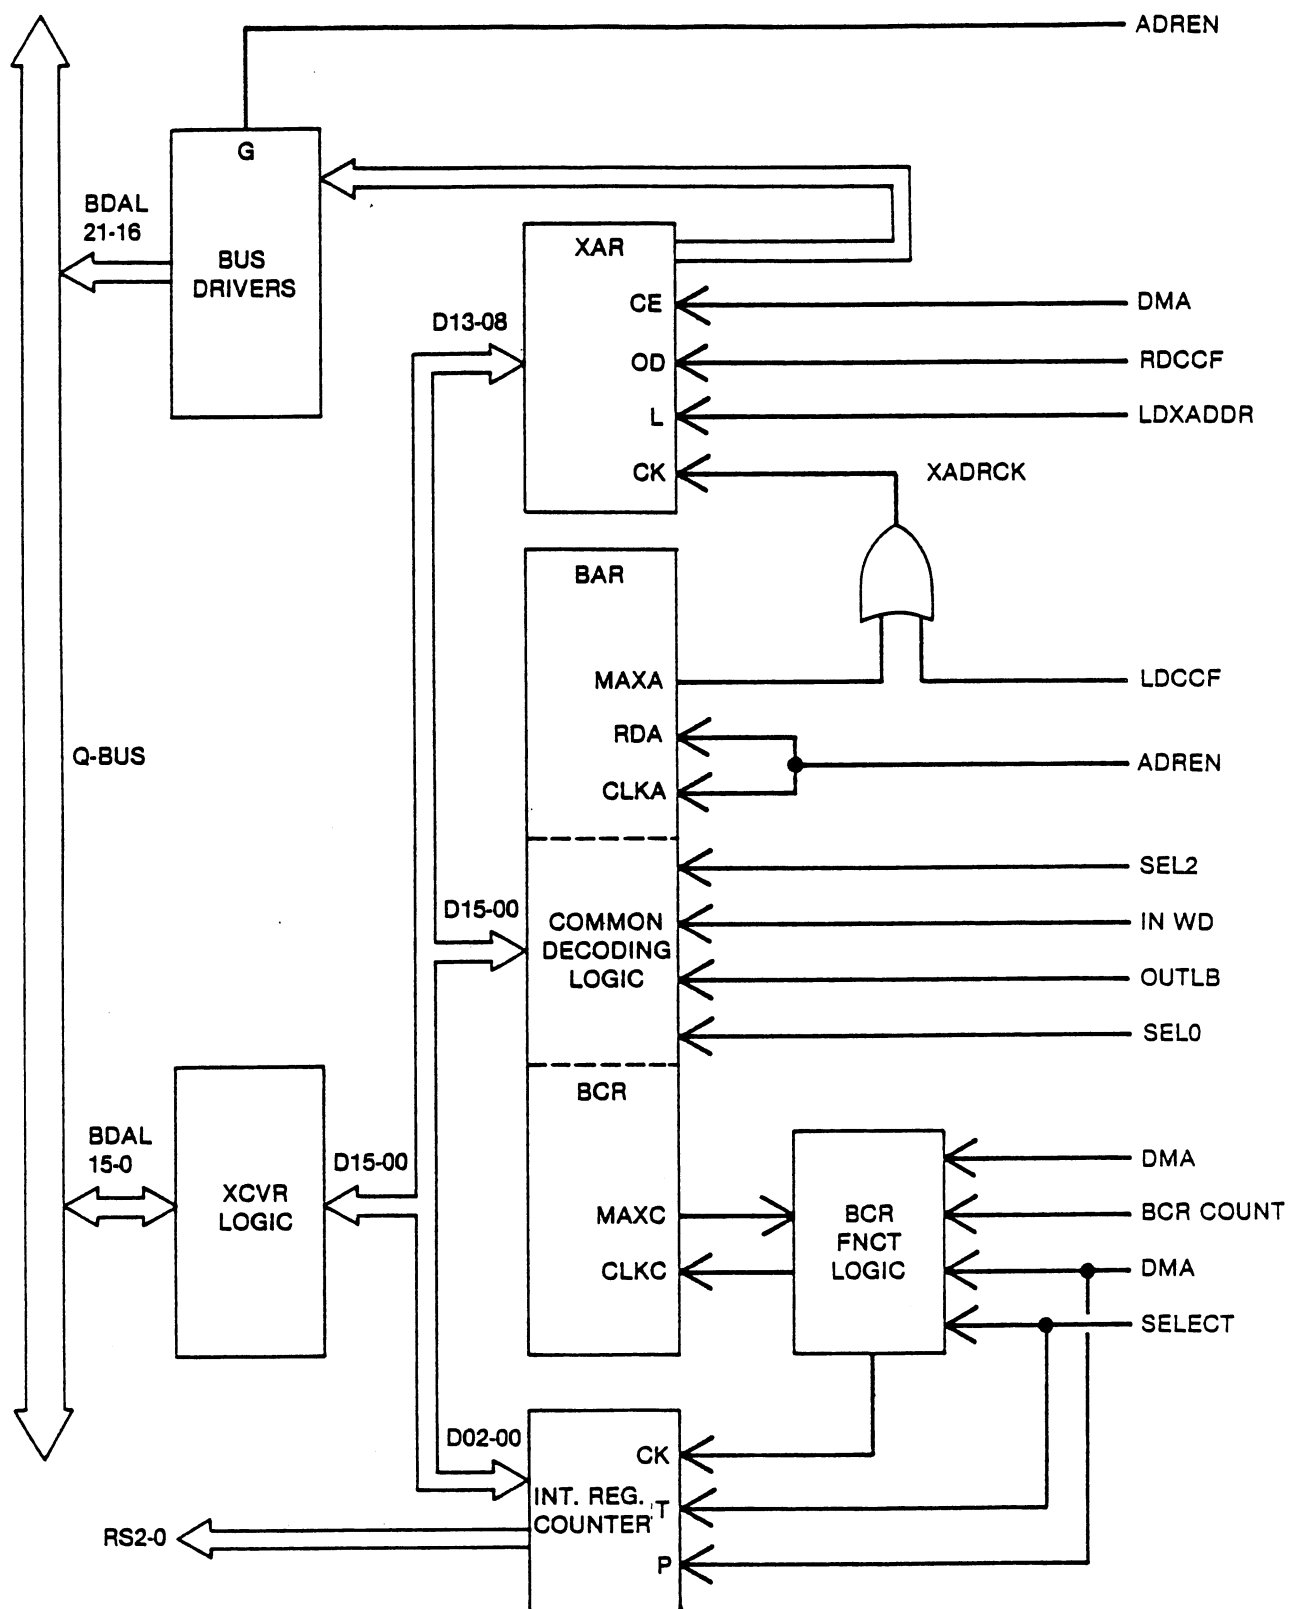 ADREN
G
BDAL
21-16
BUS
DRIVERS
XAR
CE
DMA
D13-08
OD
RDCCF
L
LDXADDR
CK
XADRCK
BAR
MAXA
LDCCF
RDA
Q-BUS
ADREN
CLKA
SEL2
D15-00
COMMON
DECODING
LOGIC
IN WD
OUTLB
SEL0
BCR
BDAL
15-0
D15-00
XCVR
LOGIC
MAXC
CLKC
BCR
FNCT
LOGIC
DMA
BCR COUNT
DMA
SELECT
D02-00
CK
INT. REG.
COUNTER
T
RS2-0
P